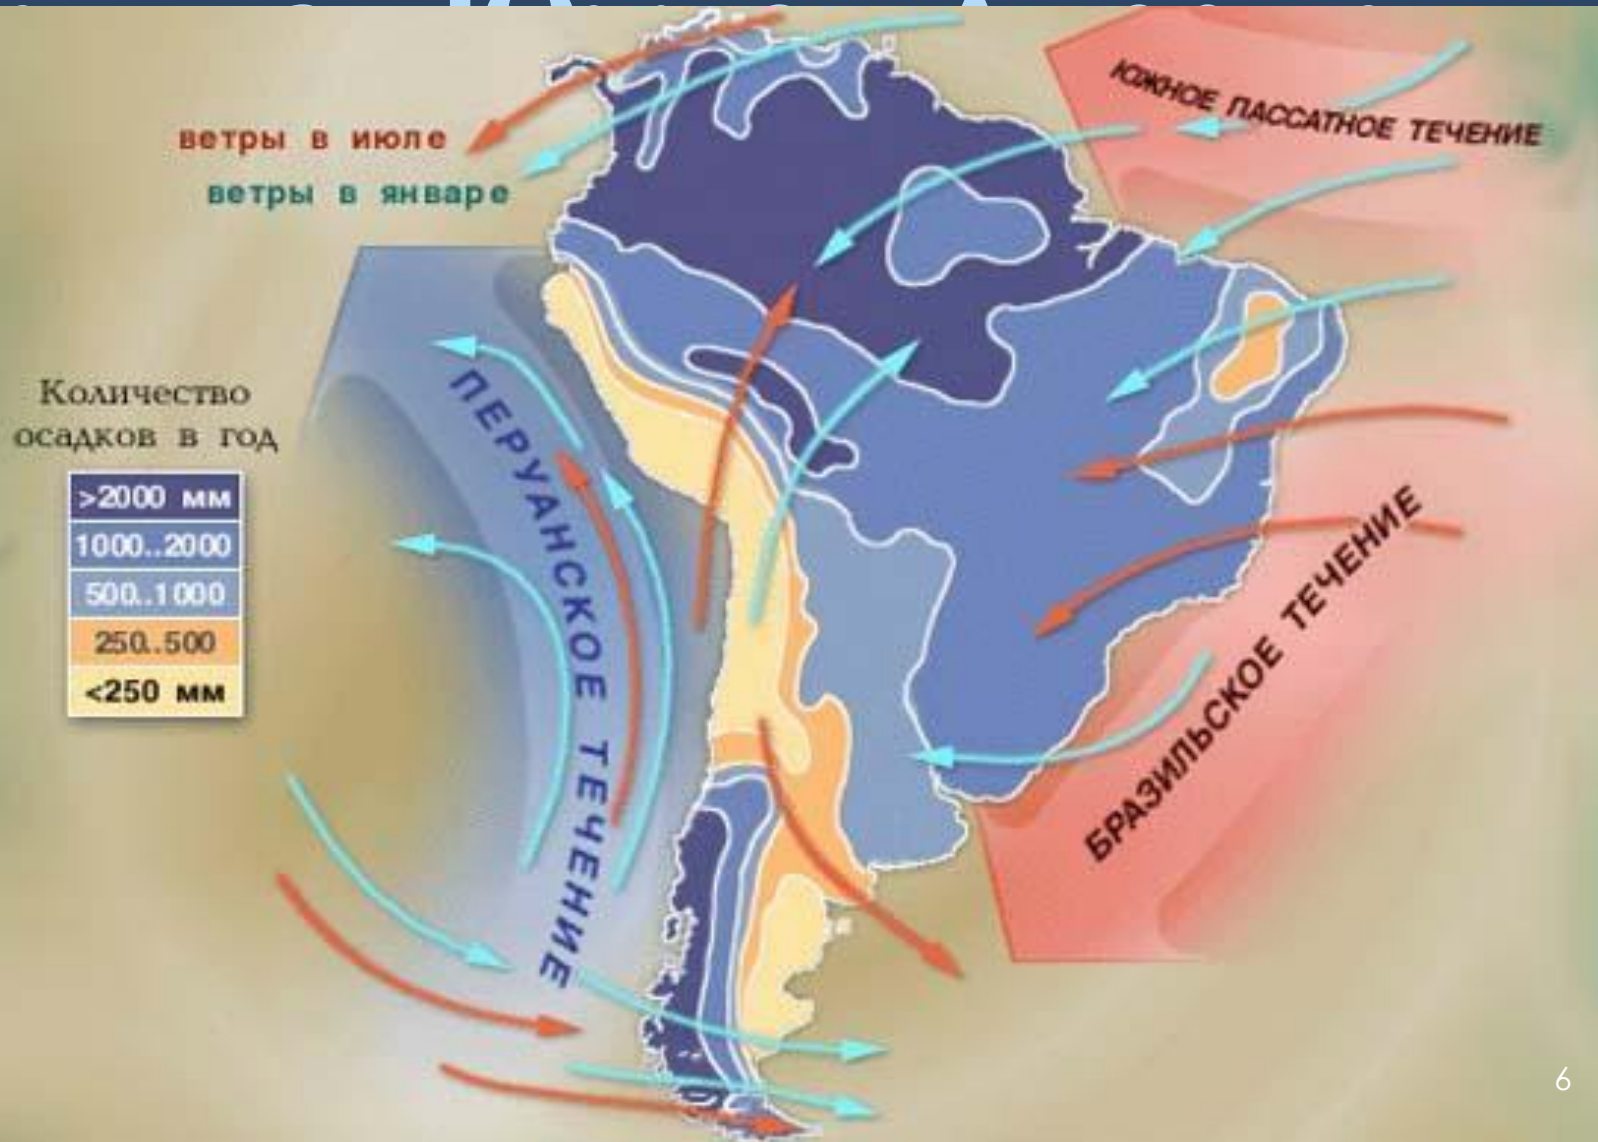 ветры в июле
ветры в январе
ЮЖНОЕ ПАССАТНОЕ ТЕЧЕНИЕ
Количество
осадков в год
>2000 мм
1000..2000
500..1000
250..500
<250 мм
ПЕРУАНСКОЕ ТЕЧЕНИЕ
БРАЗИЛЬСКОЕ ТЕЧЕНИЕ
6